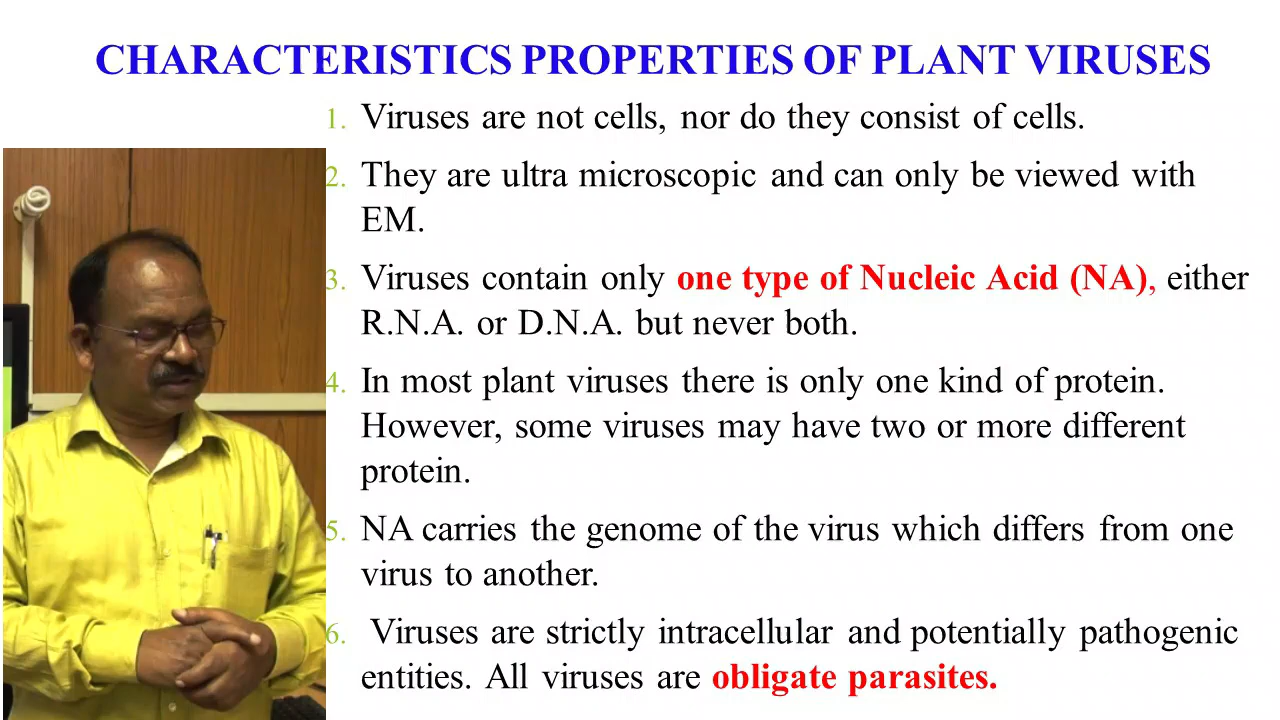 CHARACTERISTICS PROPERTIES OF PLANT VIRUSES
1. Viruses are not cells, nor do they consist of cells.
2. They are ultra microscopic and can only be viewed with
EM.
3. Viruses contain only one type of Nucleic Acid (NA), either
R.N.A. or D.N.A. but never both.
4. In most plant viruses there is only one kind of protein.
However, some viruses may have two or more different
protein.
5. NA carries the genome of the virus which differs from one
virus to another.
6. Viruses are strictly intracellular and potentially pathogenic
entities. All viruses are obligate parasites.